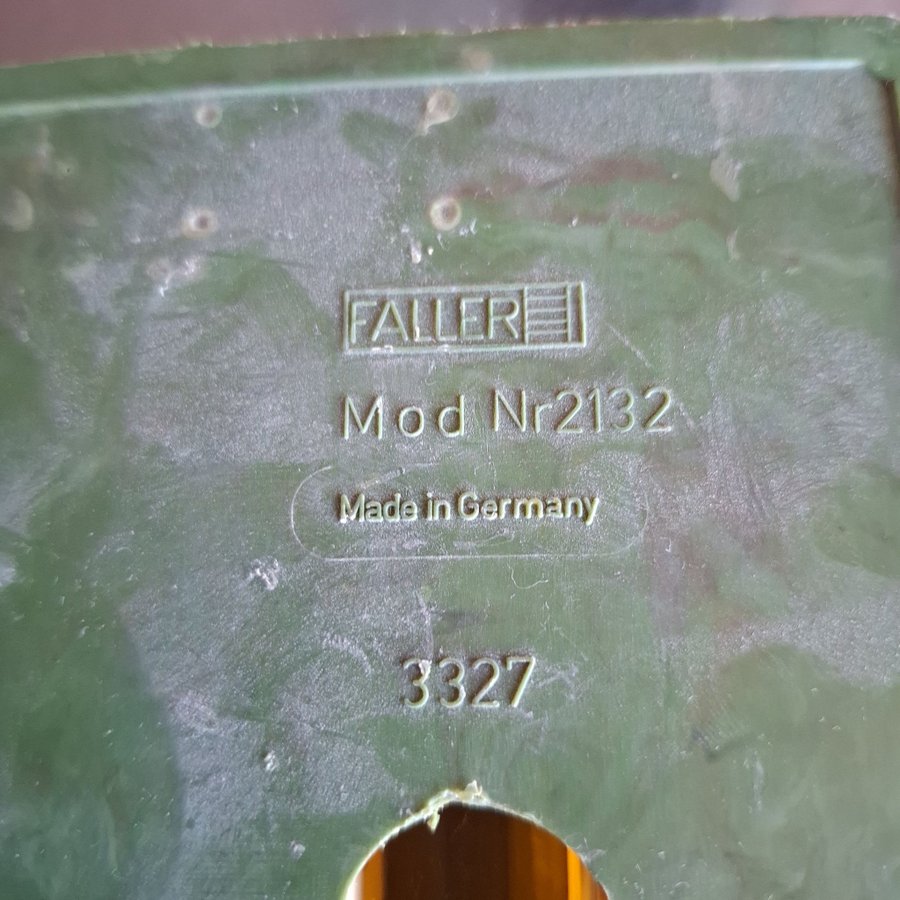 FALLER
Mod Nr2132
Made in Germany
3327